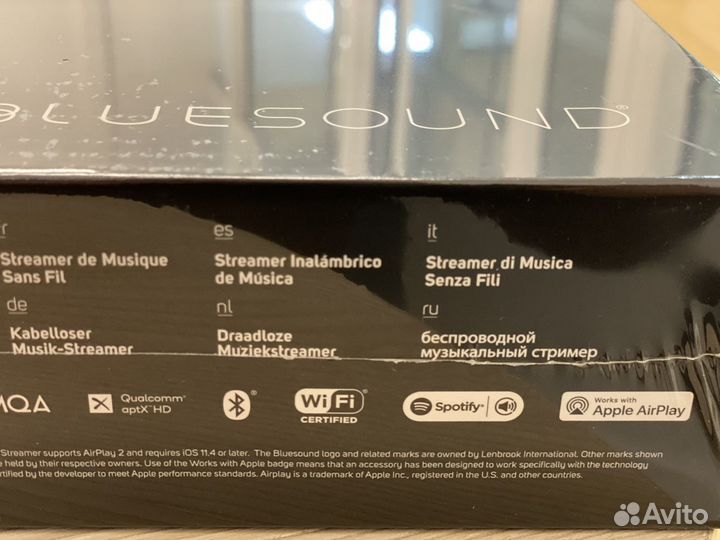 BLUESOUND®
r
Streamer de Musique
Sans Fil
es
Streamer Inalámbrico
de Música
it
Streamer di Musica
Senza Fili
de
Kabelloser
Musik-Streamer
nl
Draadloze
Muziekstreamer
ru
беспроводной
музыкальный стример
MQA
Qualcomm®
aptX™ HD
Wi Fi
CERTIFIED
Spotify®
Works with
Apple AirPlay
Streamer supports AirPlay 2 and requires iOS 11.4 or later. The Bluesound logo and related marks are owned by Lenbrook International. Other marks shown
held by their respective owners. Use of the Works with Apple badge means that an accessory has been designed to work specifically with the technology
rtified by the developer to meet Apple performance standards. Airplay is a trademark of Apple Inc., registered in the U.S. and other countries.
Avito